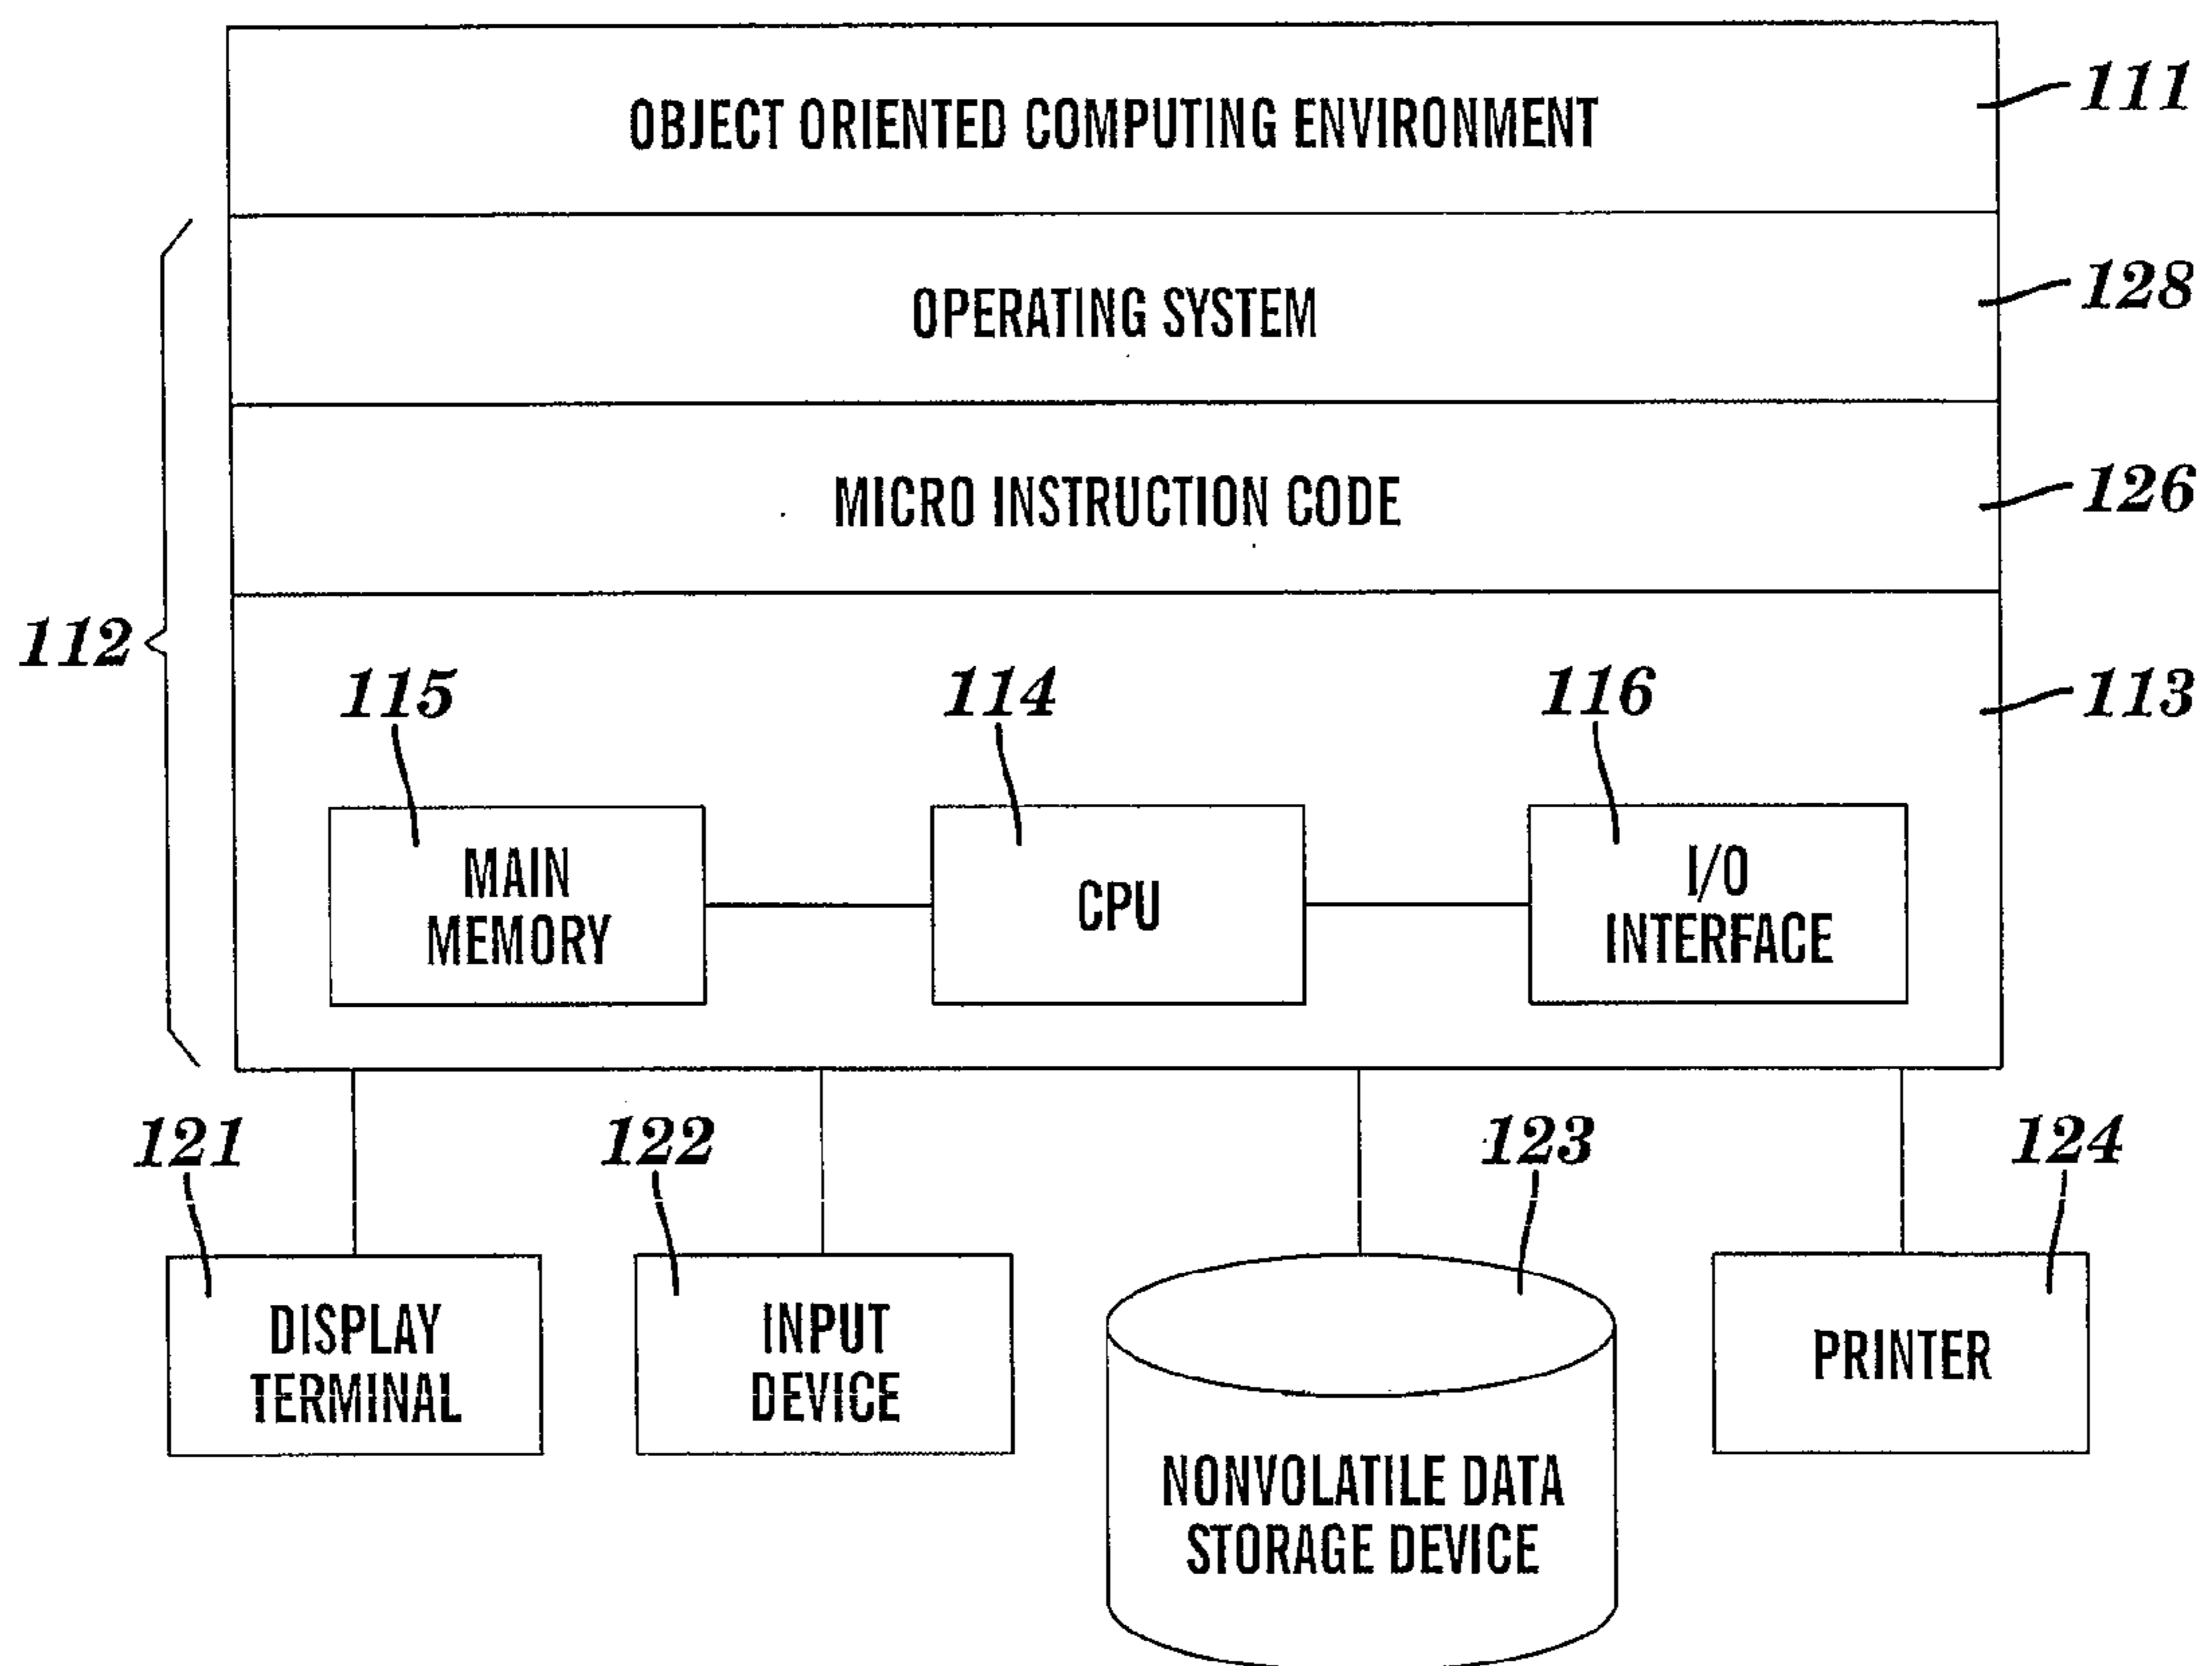 OBJECT ORIENTED COMPUTING ENVIRONMENT
111
OPERATING SYSTEM
128
MICRO INSTRUCTION CODE
126
112
113
115
114
116
MAIN
MEMORY
CPU
I/O
INTERFACE
121
122
123
124
DISPLAY
TERMINAL
INPUT
DEVICE
NONVOLATILE DATA
STORAGE DEVICE
PRINTER